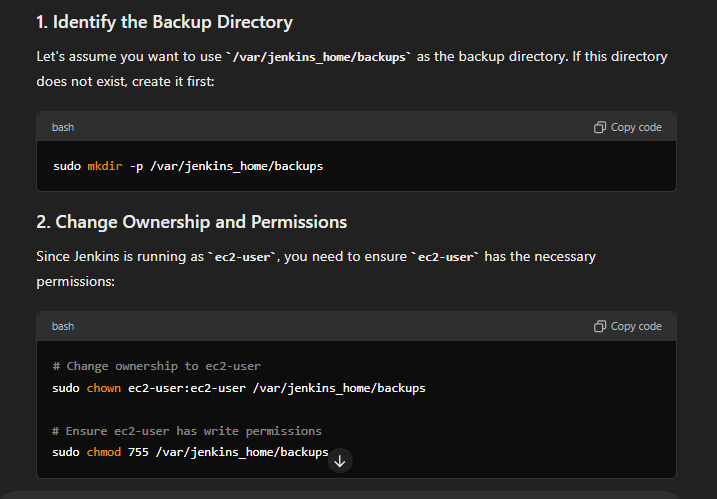 1. Identify the Backup Directory
Let's assume you want to use `/var/jenkins_home/backups` as the backup directory. If this directory
does not exist, create it first:
bash
Copy code
sudo mkdir -p /var/jenkins_home/backups
2. Change Ownership and Permissions
Since Jenkins is running as `ec2-user`, you need to ensure `ec2-user` has the necessary
permissions:
bash
Copy code
# Change ownership to ec2-user
sudo chown ec2-user:ec2-user /var/jenkins_home/backups
# Ensure ec2-user has write permissions
sudo chmod 755 /var/jenkins_home/backups